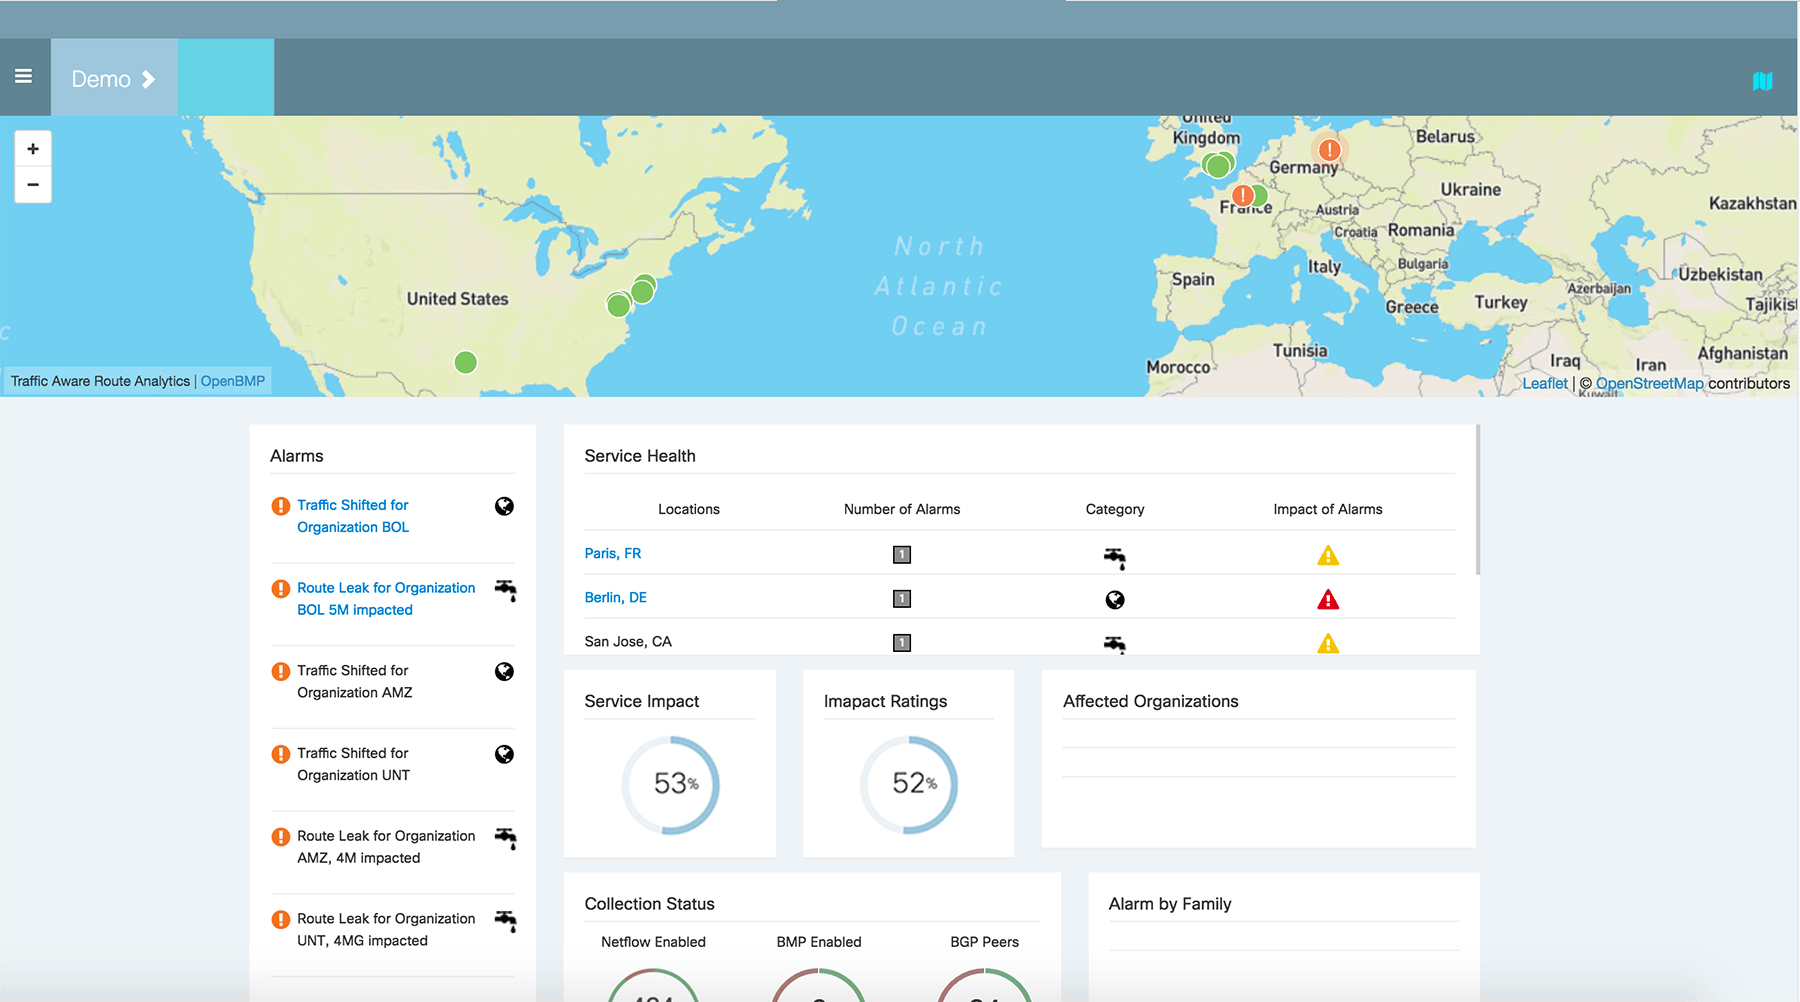 Demo
+
−
United
Kingdom
Belarus
Germany
Ukraine
France
Austria
Kazakhstan
Croatia
Romania
North
Atlantic
Ocean
Bulgaria
Italy
Spain
Uzbekistan
Azerbaijan
United States
Greece
Turkey
Tunisia
Afghanistan
Iraq
Iran
Morocco
Traffic Aware Route Analytics | OpenBMP
Leaflet | © OpenStreetMap contributors
Kuwait
Alarms
Traffic Shifted for
Organization BOL
Route Leak for Organization
BOL 5M impacted
Traffic Shifted for
Organization AMZ
Traffic Shifted for
Organization UNT
Route Leak for Organization
AMZ, 4M impacted
Route Leak for Organization
UNT, 4MG impacted
Service Health
Locations Number of Alarms Category Impact of Alarms
Paris, FR 1
Berlin, DE 1
San Jose, CA 1
Service Impact
53%
Imapact Ratings
52%
Affected Organizations
Collection Status
Netflow Enabled BMP Enabled BGP Peers
Alarm by Family